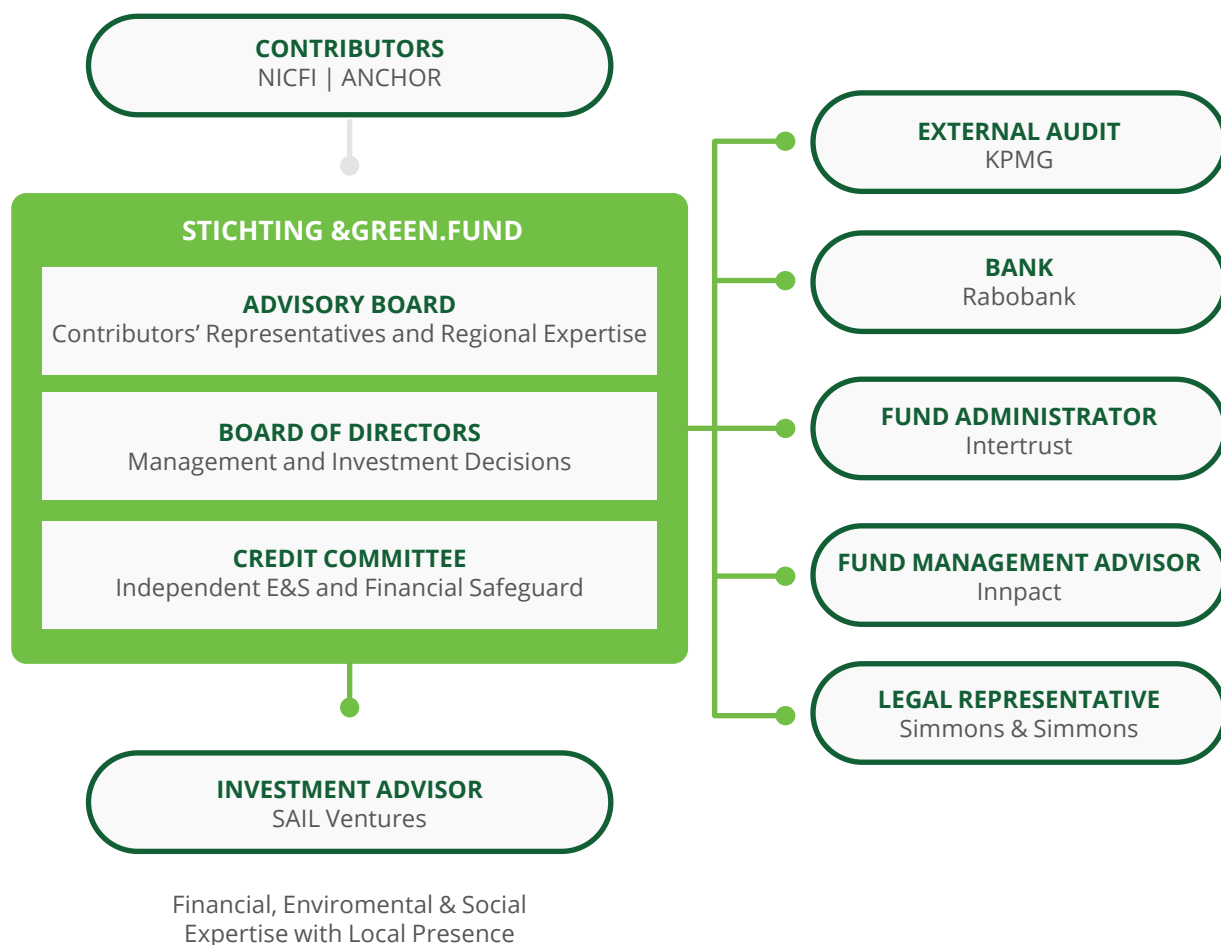 CONTRIBUTORS
NICFI | ANCHOR
STICHTING &GREEN.FUND
ADVISORY BOARD
Contributors’ Representatives and Regional Expertise
BOARD OF DIRECTORS
Management and Investment Decisions
CREDIT COMMITTEE
Independent E&S and Financial Safeguard
INVESTMENT ADVISOR
SAIL Ventures
Financial, Enviromental & Social
Expertise with Local Presence
EXTERNAL AUDIT
KPMG
BANK
Rabobank
FUND ADMINISTRATOR
Intertrust
FUND MANAGEMENT ADVISOR
Innpact
LEGAL REPRESENTATIVE
Simmons & Simmons